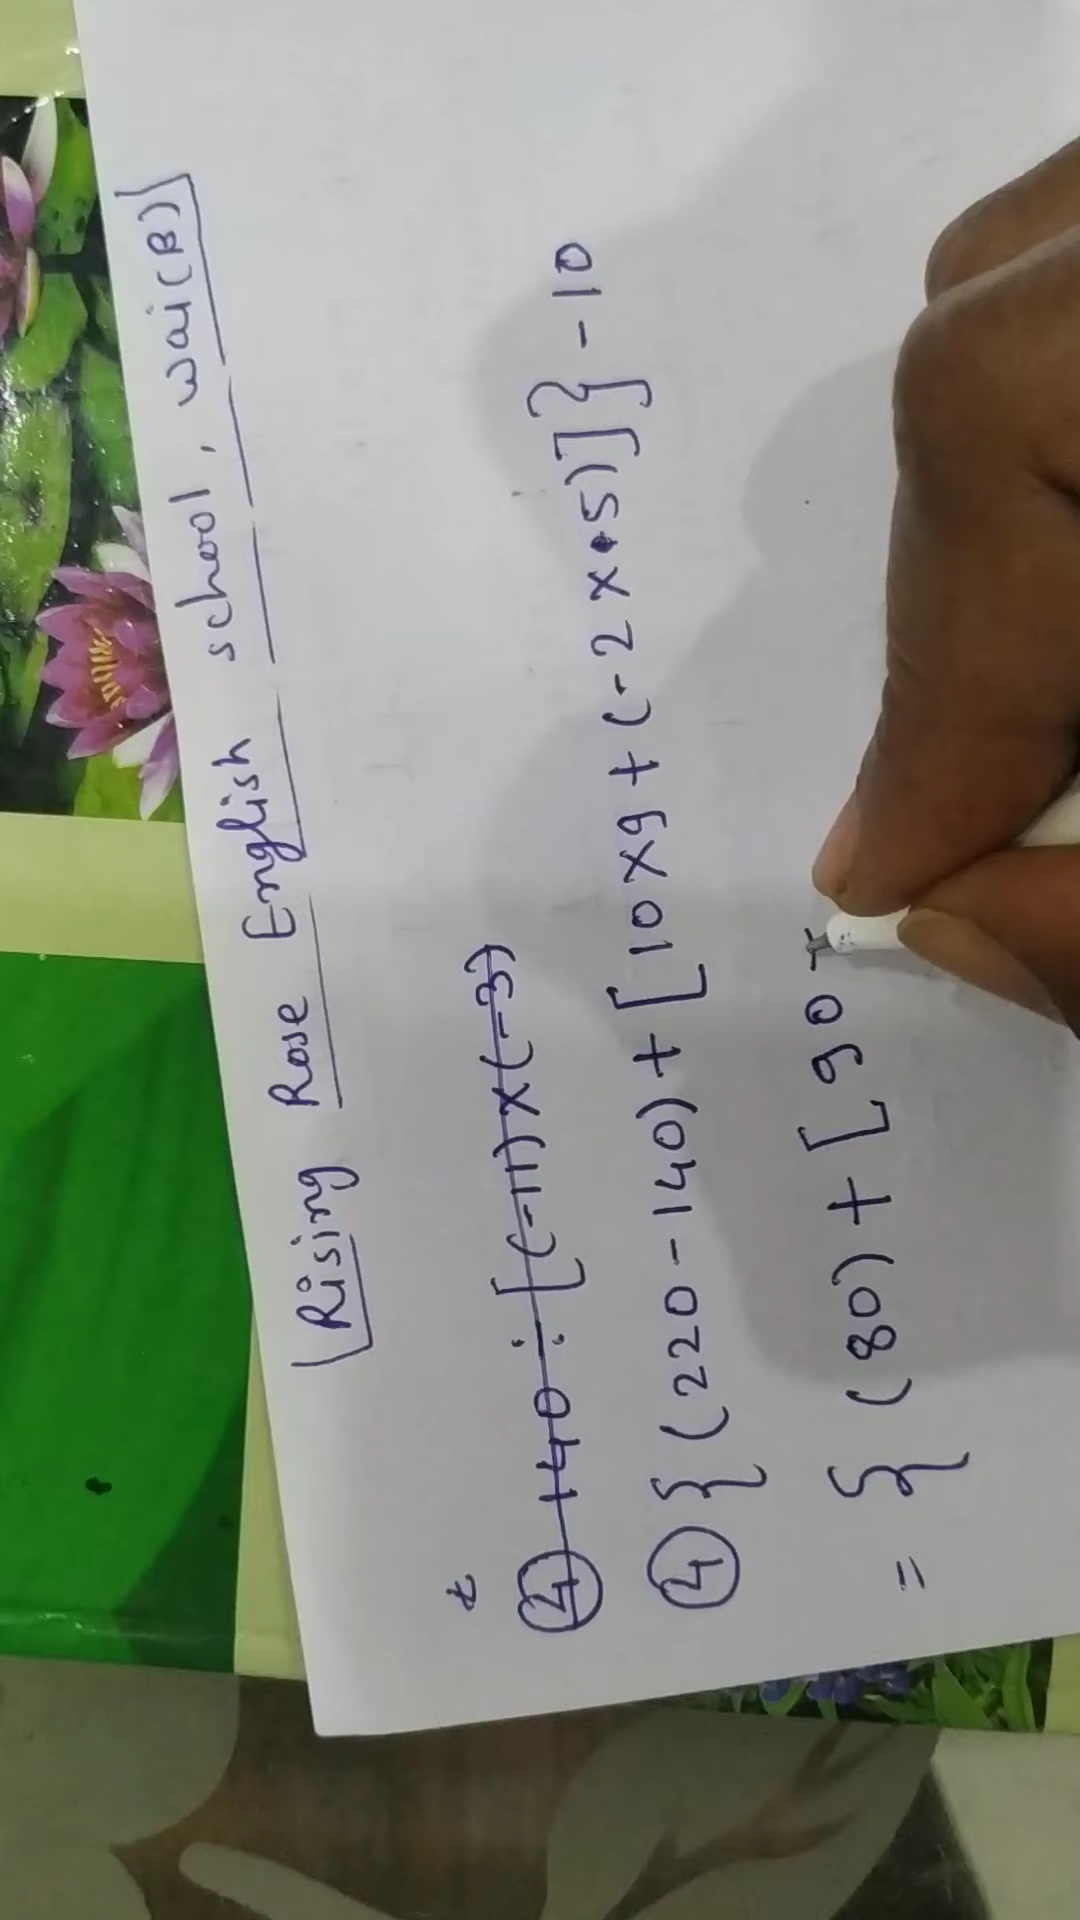 Rising Rose English school, wai(B)
④ 140 ÷ [(-11)×(-3)
④ {(220-140) + [10×9 + (-2×5)]} - 10
= { (80) + [90 -